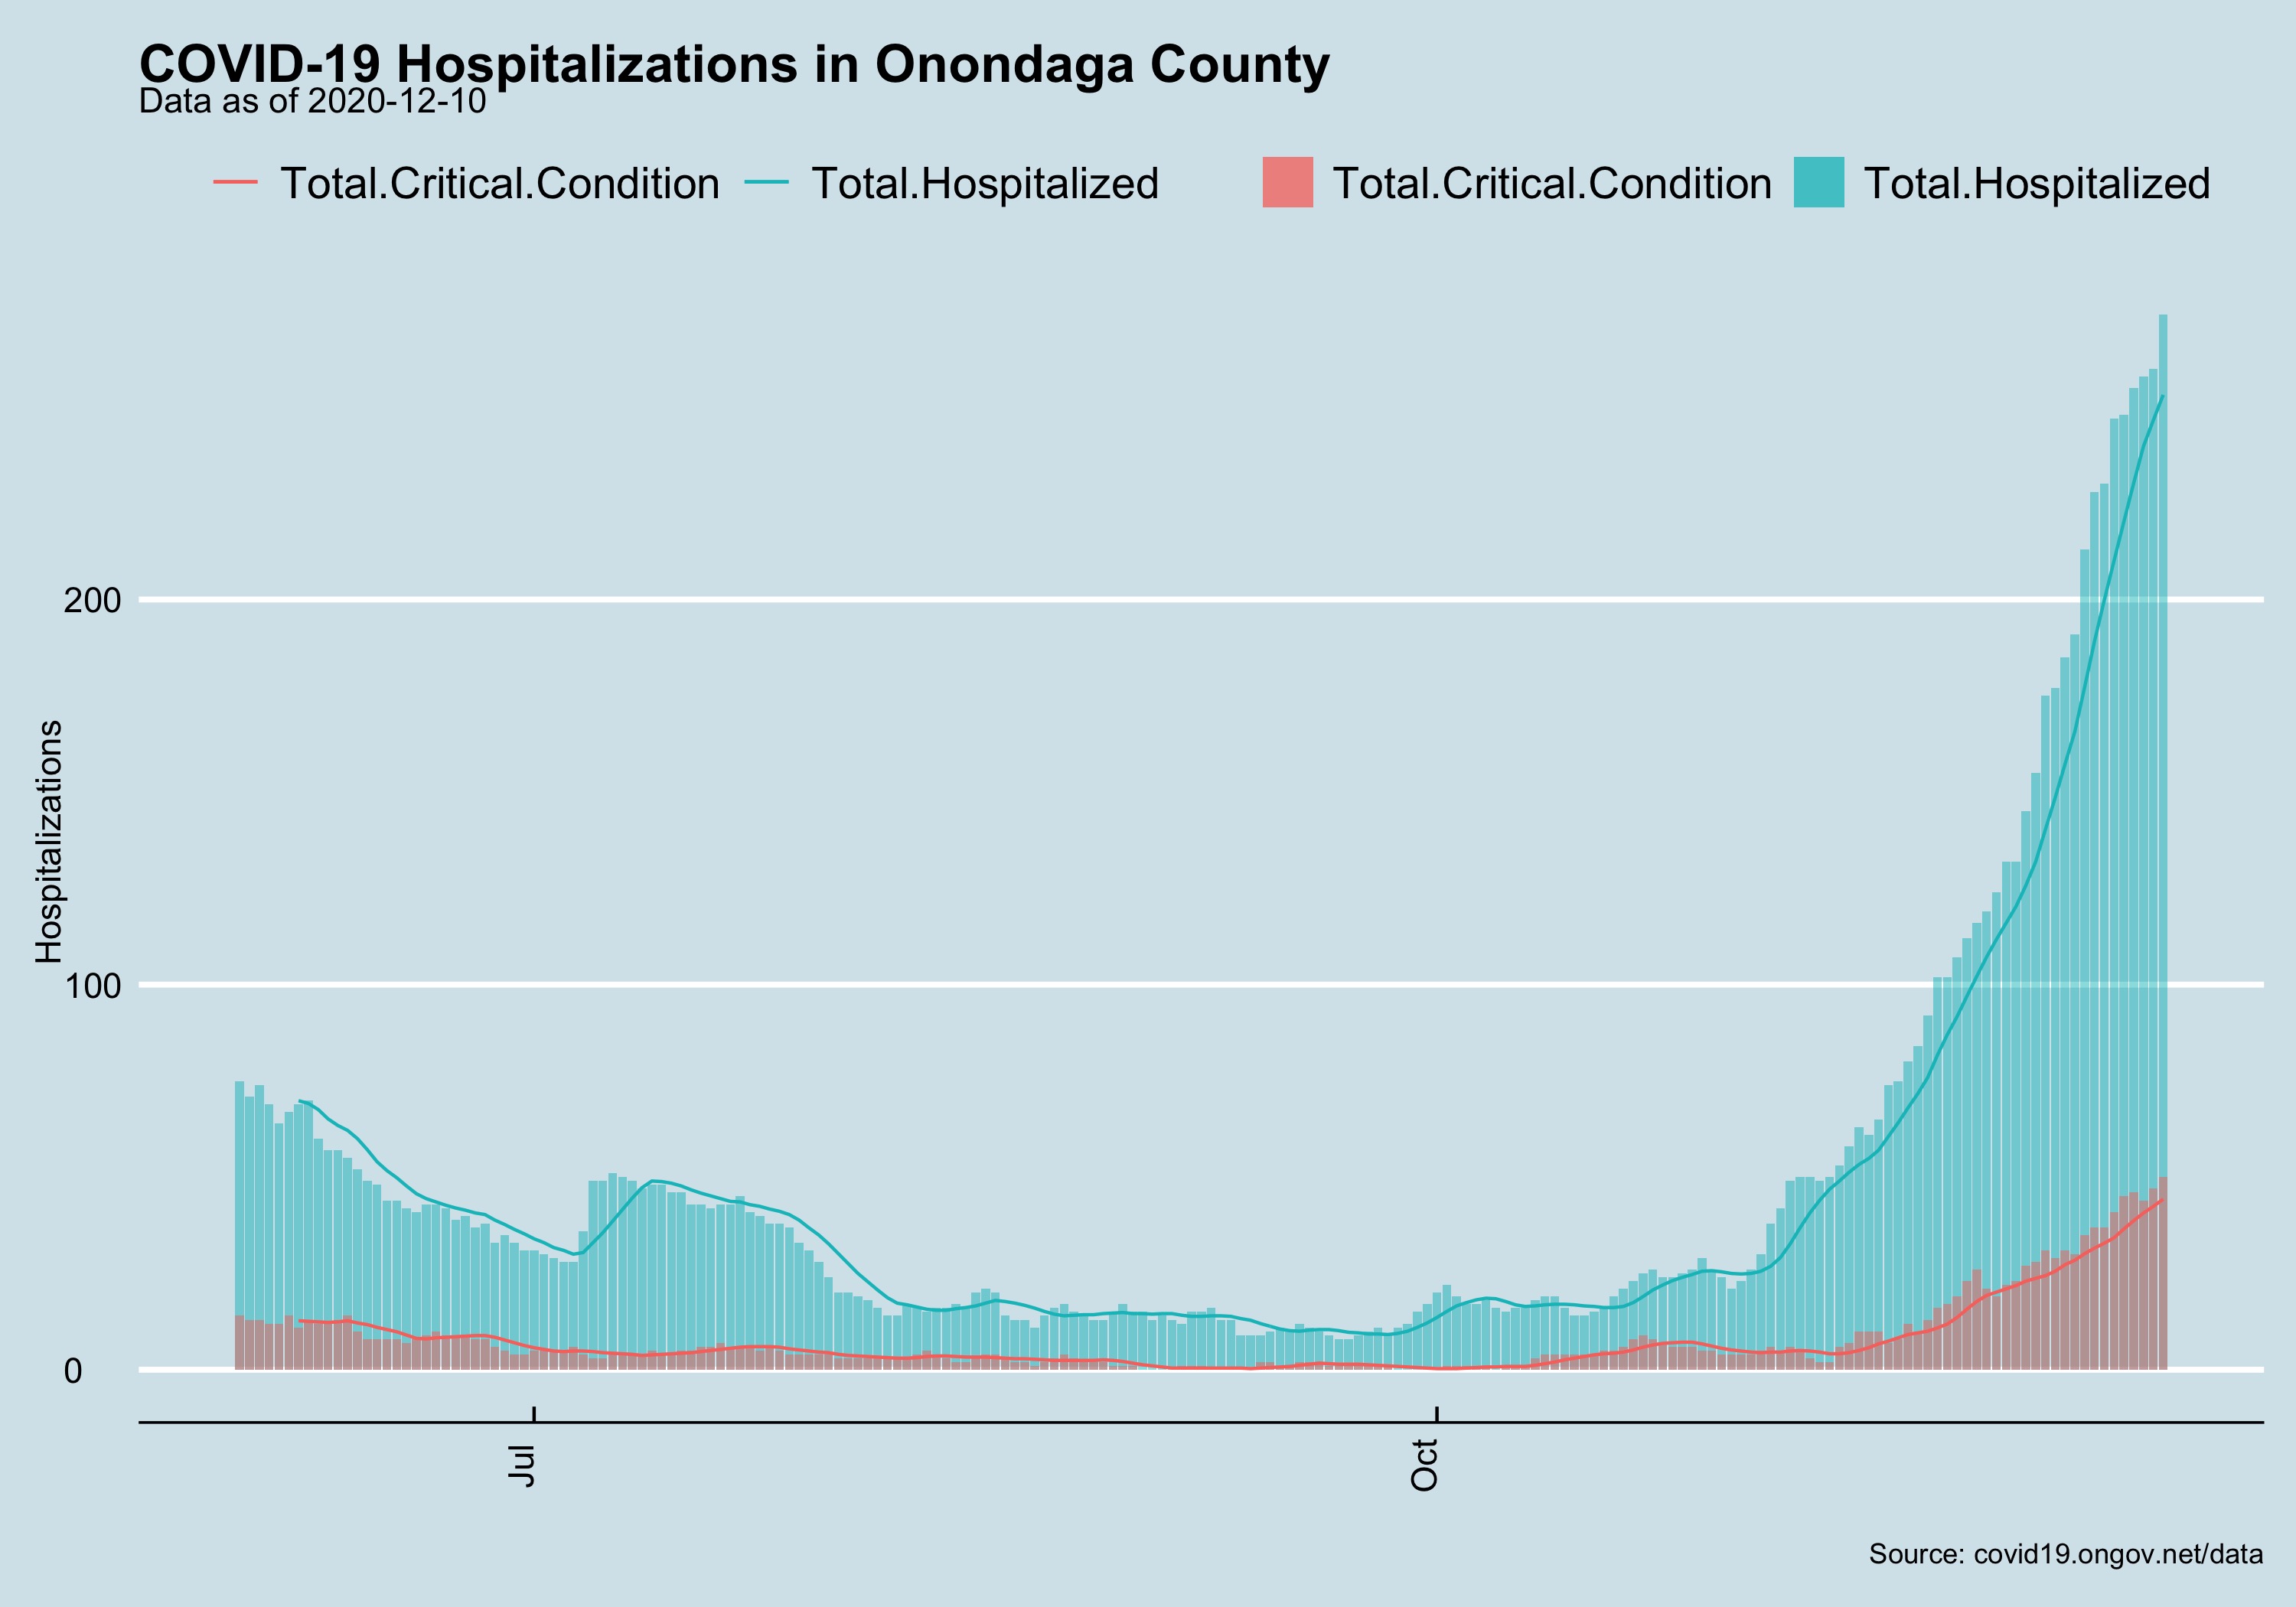 COVID-19 Hospitalizations in Onondaga County
Data as of 2020-12-10
Total.Critical.Condition Total.Hospitalized Total.Critical.Condition Total.Hospitalized
200
100
0
Hospitalizations
Jul Oct
Source: covid19.ongov.net/data